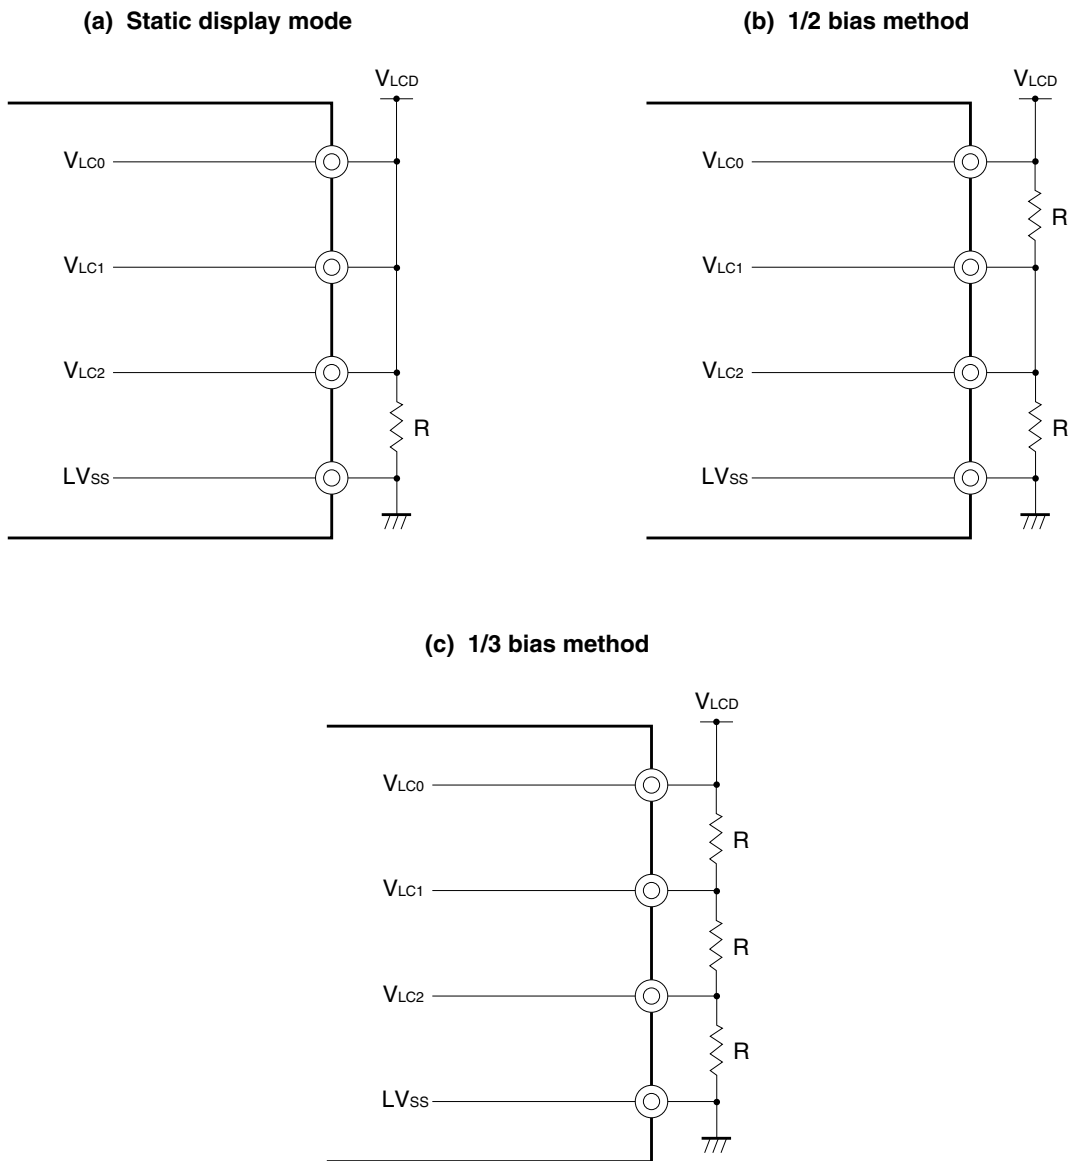 (a) Static display mode
VLCD
VLC0
VLC1
VLC2
R
LVSS
(b) 1/2 bias method
VLCD
VLC0
R
VLC1
VLC2
R
LVSS
(c) 1/3 bias method
VLCD
VLC0
R
VLC1
R
VLC2
R
LVSS